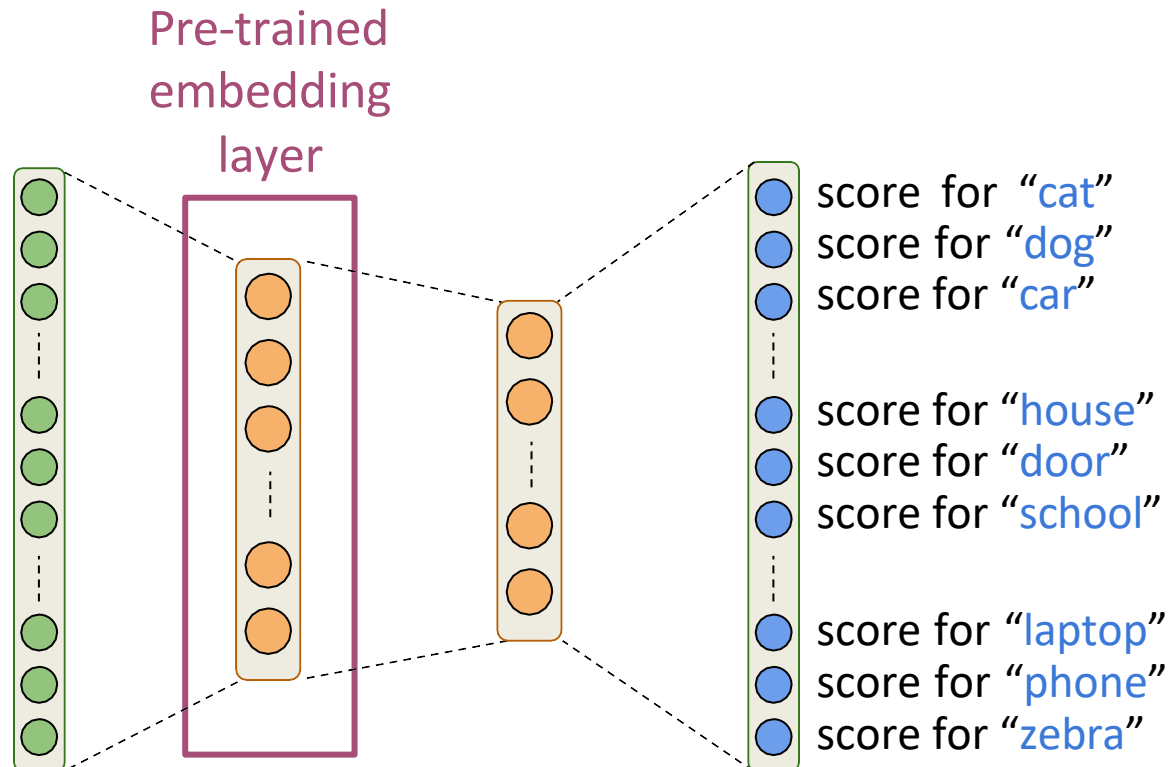 Pre-trained
embedding
layer
score for “cat”
score for “dog”
score for “car”
score for “house”
score for “door”
score for “school”
score for “laptop”
score for “phone”
score for “zebra”